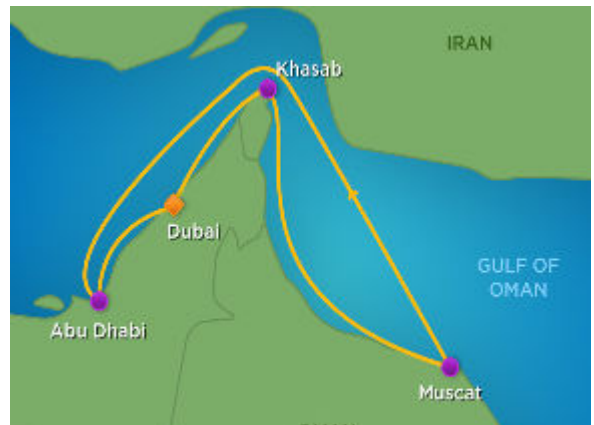 IRAN
Khasab
Dubai
GULF OF
OMAN
Abu Dhabi
Muscat